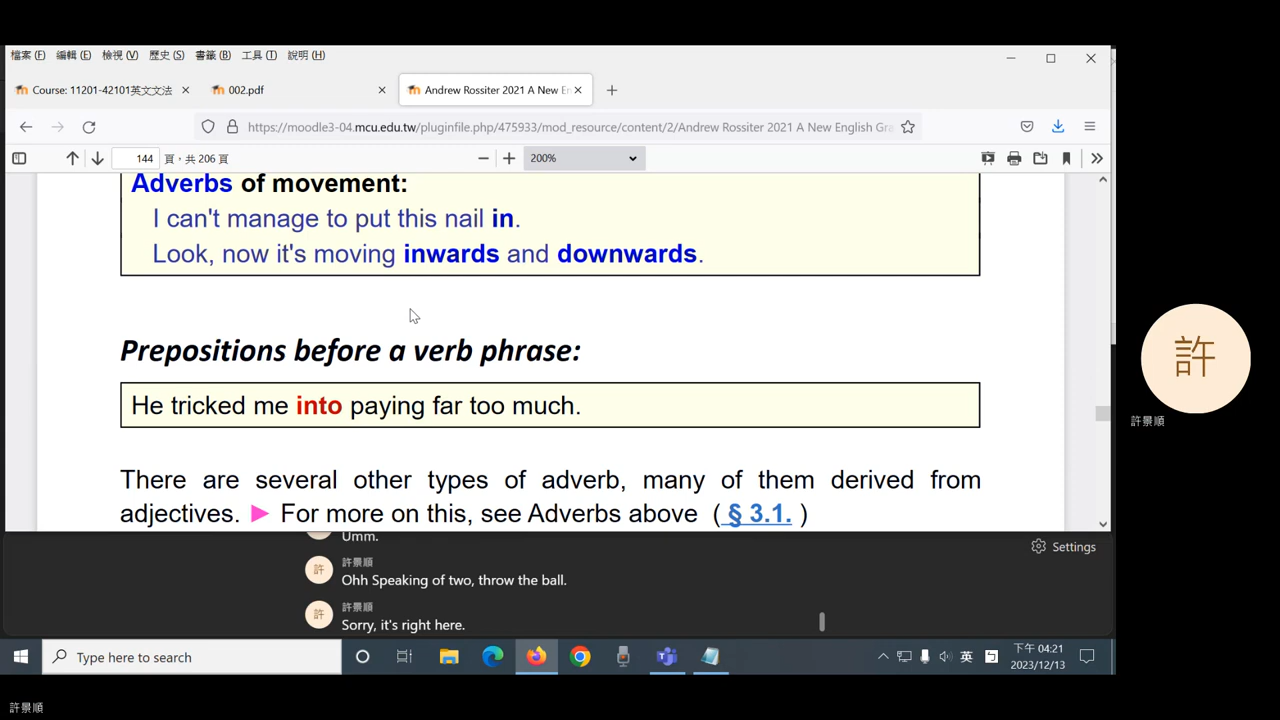 檔案 (F) 編輯 (E) 檢視 (V) 歷史 (S) 書籤 (B) 工具 (T) 說明 (H)
Course: 11201-42101英文文法
002.pdf
Andrew Rossiter 2021 A New En
https://moodle3-04.mcu.edu.tw/pluginfile.php/475933/mod_resource/content/2/Andrew Rossiter 2021 A New English Gra
144 頁，共 206 頁
200%
Adverbs of movement:
I can't manage to put this nail in.
Look, now it's moving inwards and downwards.
Prepositions before a verb phrase:
He tricked me into paying far too much.
There are several other types of adverb, many of them derived from
adjectives. ► For more on this, see Adverbs above ( § 3.1. )
Umm.
Settings
許景順
許
Ohh Speaking of two, throw the ball.
許景順
許
Sorry, it's right here.
Type here to search
英
下午 04:21
2023/12/13
許
許景順
許景順